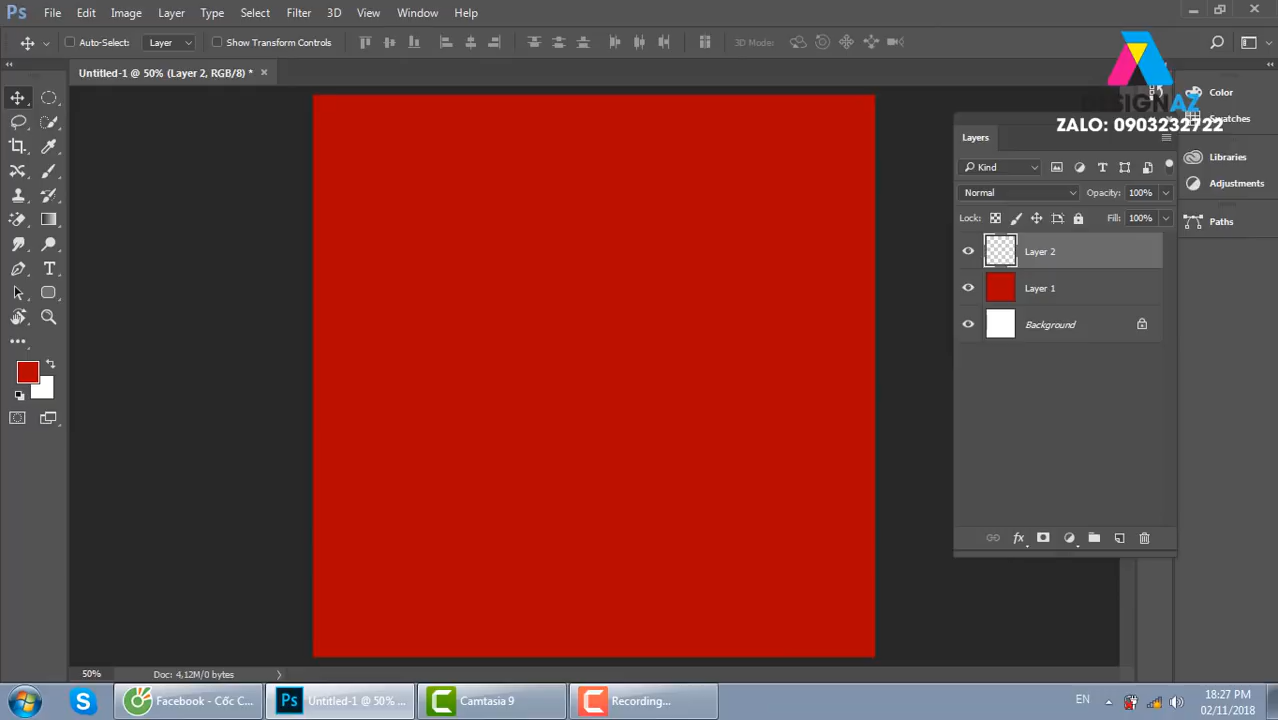 Ps File Edit Image Layer Type Select Filter 3D View Window Help
Auto-Select: Layer Show Transform Controls 3D Mode:
Untitled-1 @ 50% (Layer 2, RGB/8) *
DESIGNAZ
ZALO: 0903232722
Color
Swatches
Libraries
Adjustments
Paths
Layers
Kind
Normal Opacity: 100%
Lock: Fill: 100%
Layer 2
Layer 1
Background
50% Doc: 4,12M/0 bytes
Facebook - Cốc C...
Ps Untitled-1 @ 50% ...
Camtasia 9
Recording...
EN
18:27 PM
02/11/2018